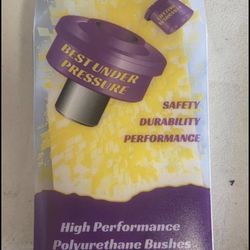 BEST UNDER
PRESSURE
SAFETY
DURABILITY
PERFORMANCE
High Performance
Polyurethane Bushes